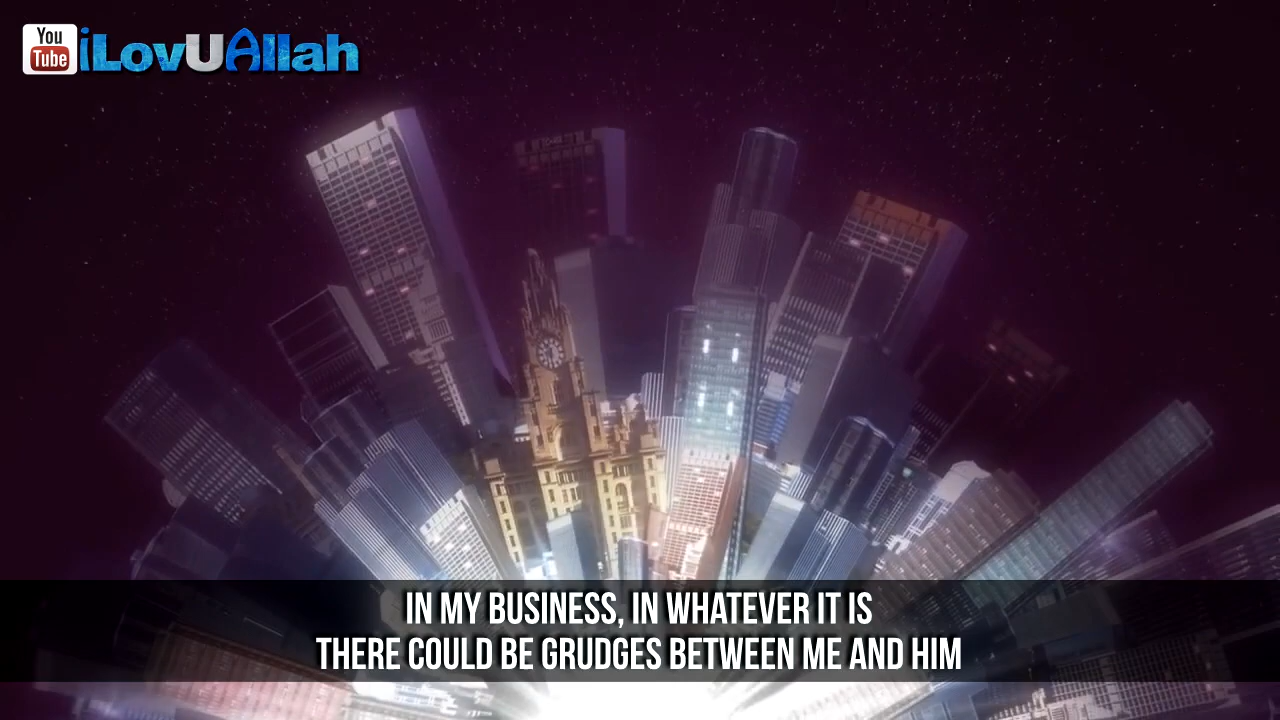 You
Tube
iLovUAllah
IN MY BUSINESS, IN WHATEVER IT IS
THERE COULD BE GRUDGES BETWEEN ME AND HIM